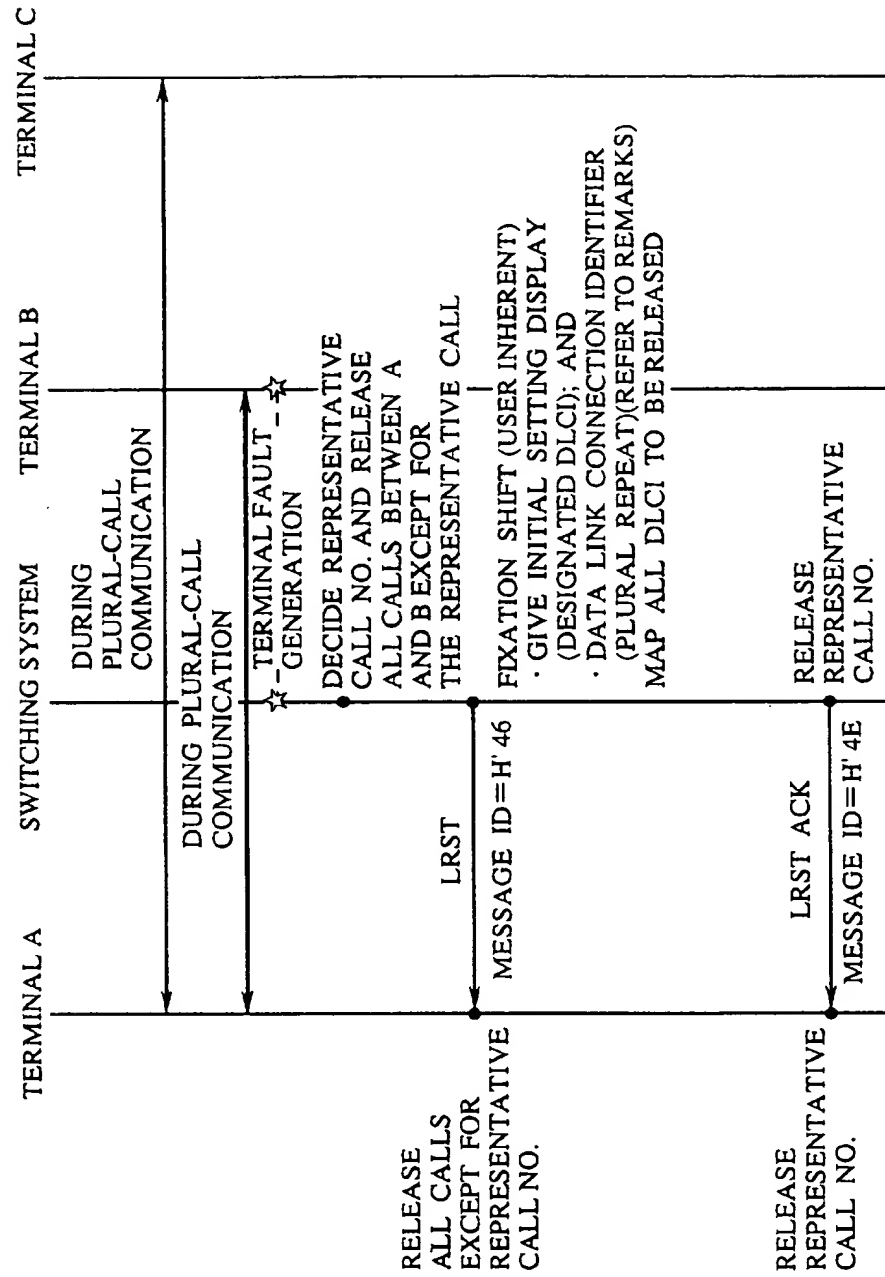 TERMINAL A
SWITCHING SYSTEM
TERMINAL B
TERMINAL C
DURING
PLURAL-CALL
COMMUNICATION
DURING PLURAL-CALL
COMMUNICATION
TERMINAL FAULT
GENERATION
DECIDE REPRESENTATIVE
CALL NO. AND RELEASE
ALL CALLS BETWEEN A
AND B EXCEPT FOR
THE REPRESENTATIVE CALL
LRST
MESSAGE ID=H' 46
RELEASE
ALL CALLS
EXCEPT FOR
REPRESENTATIVE
CALL NO.
FIXATION SHIFT (USER INHERENT)
· GIVE INITIAL SETTING DISPLAY
(DESIGNATED DLCI); AND
· DATA LINK CONNECTION IDENTIFIER
(PLURAL REPEAT)(REFER TO REMARKS)
MAP ALL DLCI TO BE RELEASED
LRST ACK
MESSAGE ID=H' 4E
RELEASE
REPRESENTATIVE
CALL NO.
RELEASE
REPRESENTATIVE
CALL NO.